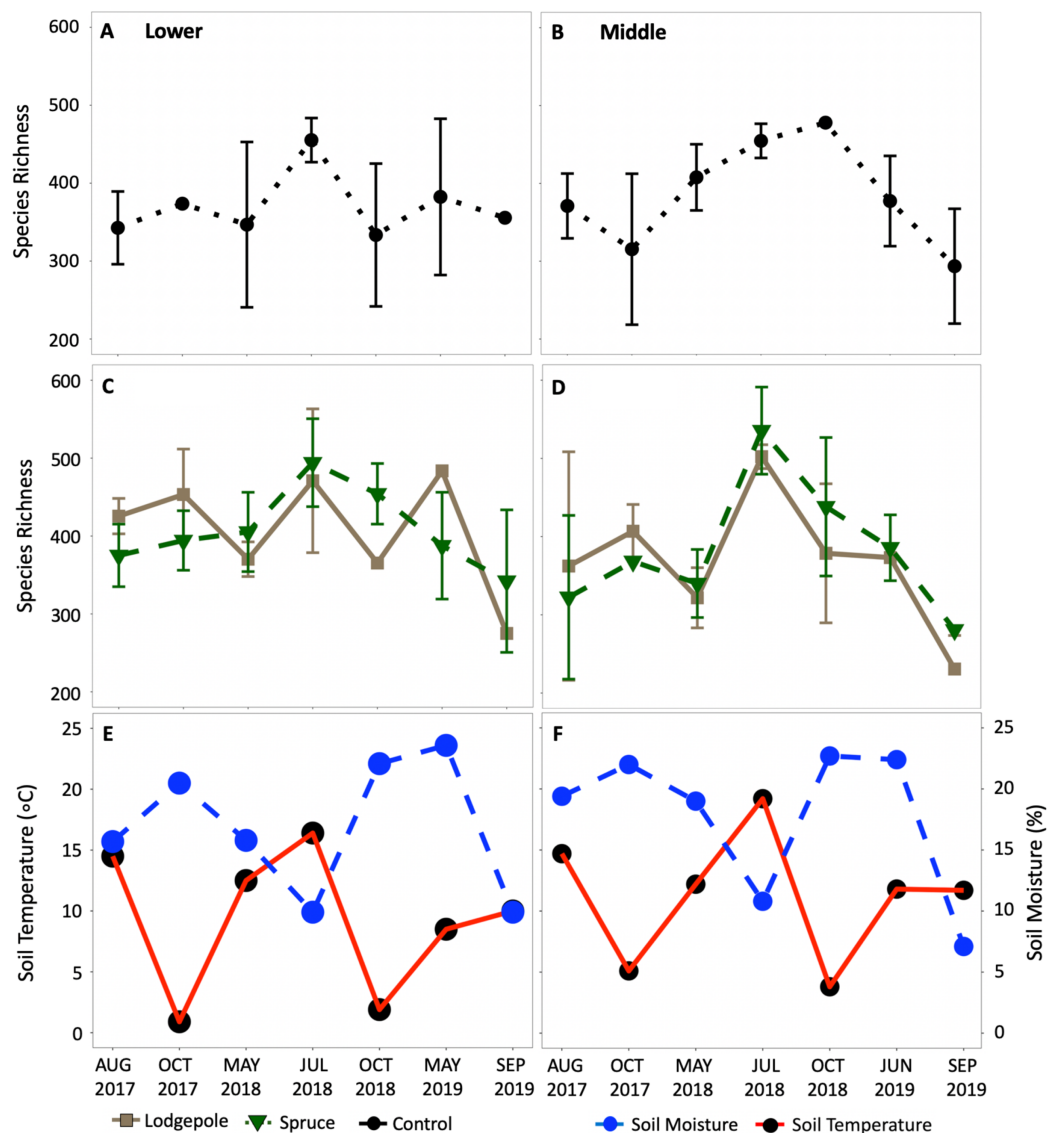 A Lower
B Middle
600
500
400
300
200
Species Richness
C
D
600
500
400
300
200
Species Richness
E
F
25
20
15
10
5
0
Soil Temperature (oC)
25
20
15
10
5
0
Soil Moisture (%)
AUG OCT MAY JUL OCT MAY SEP
2017 2017 2018 2018 2018 2019 2019
AUG OCT MAY JUL OCT JUN SEP
2017 2017 2018 2018 2018 2019 2019
Lodgepole Spruce Control
Soil Moisture Soil Temperature